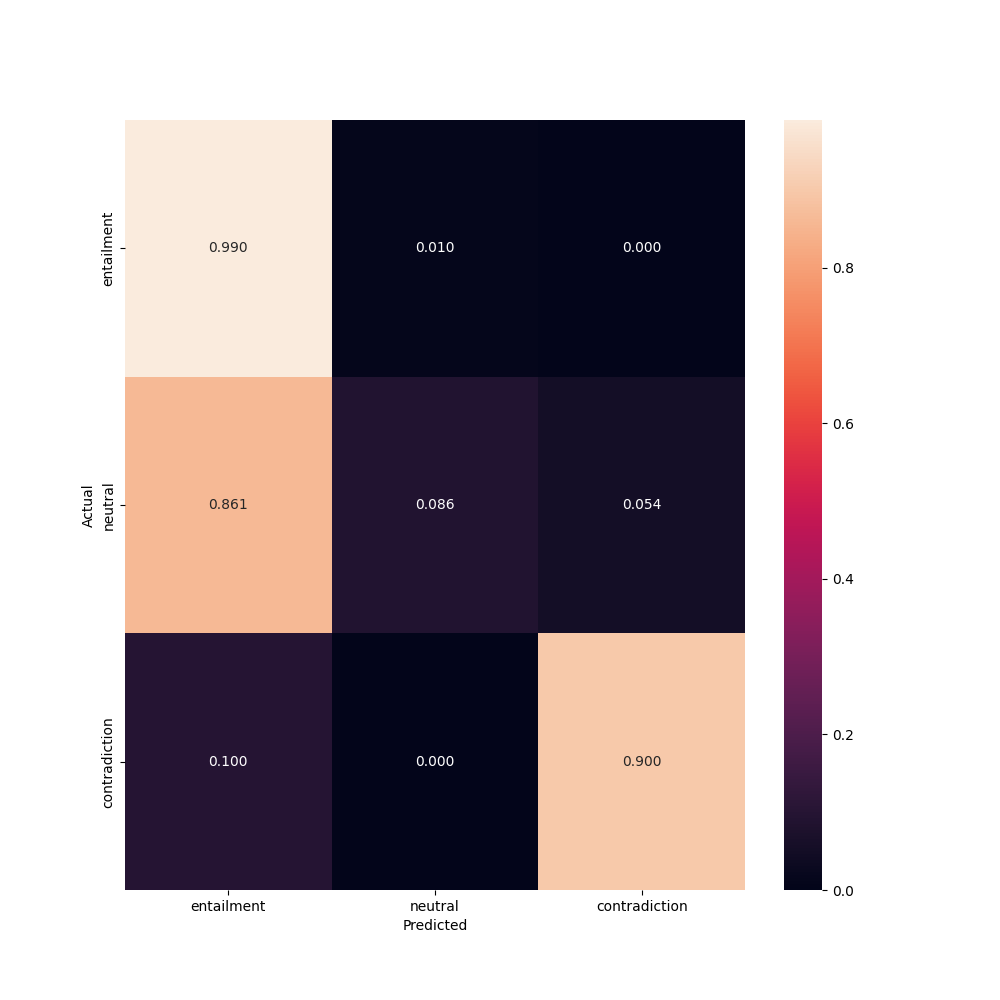 entailment
0.990 0.010 0.000
0.8
0.6
Actual
neutral
0.861 0.086 0.054
0.4
0.2
contradiction
0.100 0.000 0.900
0.0
entailment neutral contradiction
Predicted